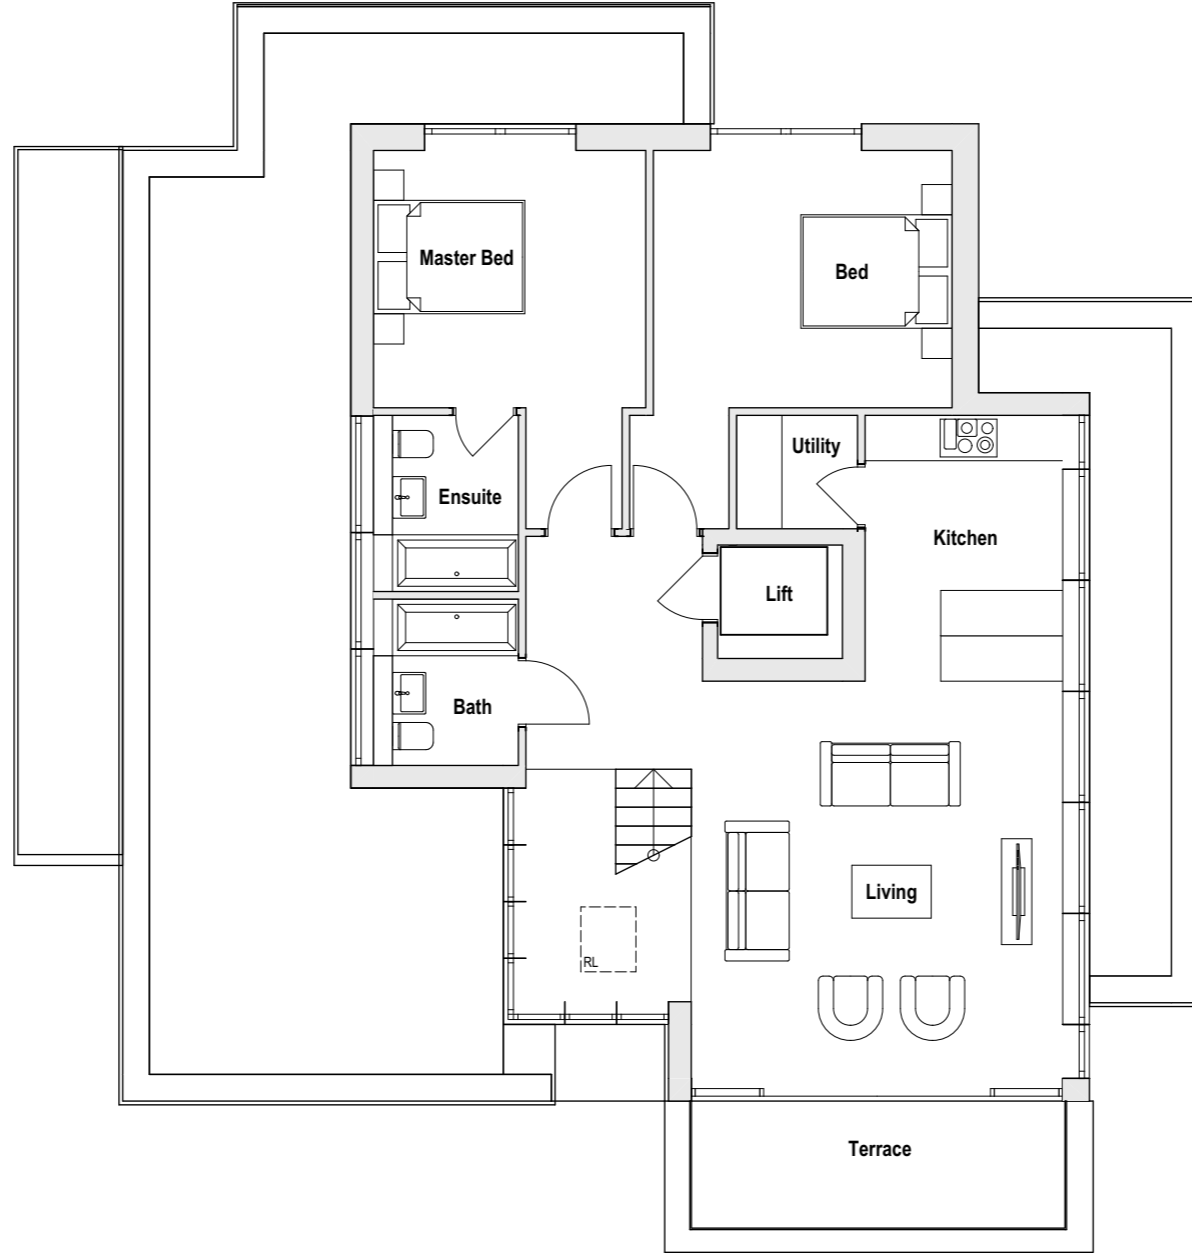 Master Bed
Bed
Utility
Ensuite
Kitchen
Lift
Bath
Living
RL
Terrace